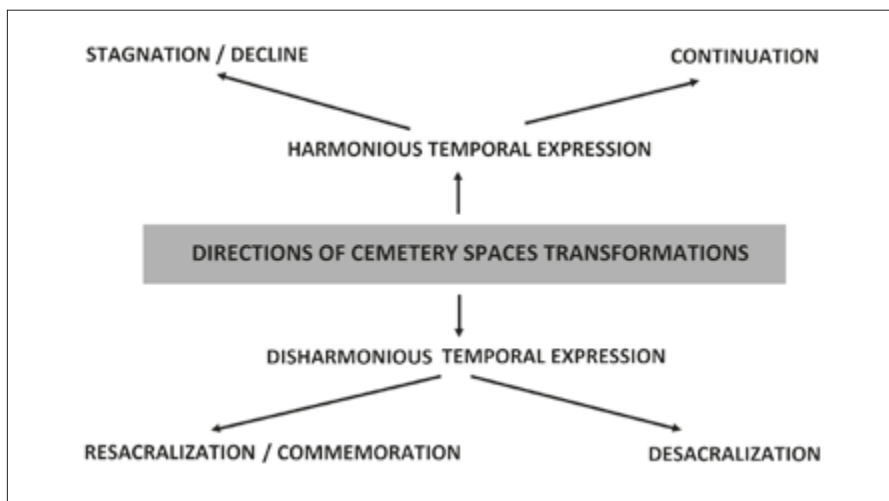 STAGNATION / DECLINE
CONTINUATION
HARMONIOUS TEMPORAL EXPRESSION
DIRECTIONS OF CEMETERY SPACES TRANSFORMATIONS
DISHARMONIOUS TEMPORAL EXPRESSION
RESACRALIZATION / COMMEMORATION
DESACRALIZATION